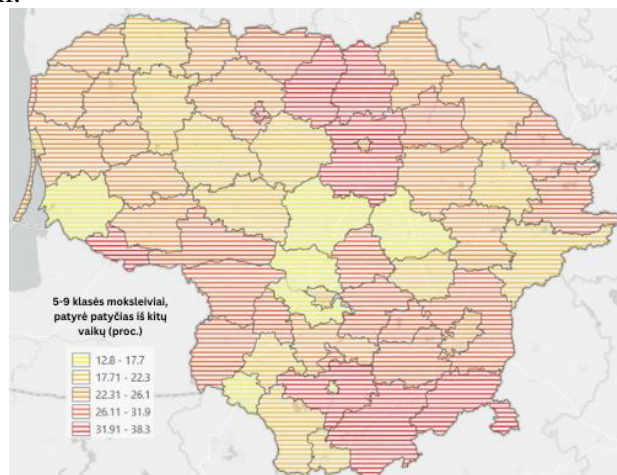 5-9 klasės moksleiviai,
patyrė patyčias iš kitų
vaikų (proc.)
12.8 - 17.7
17.71 - 22.3
22.31 - 26.1
26.11 - 31.9
31.91 - 38.3